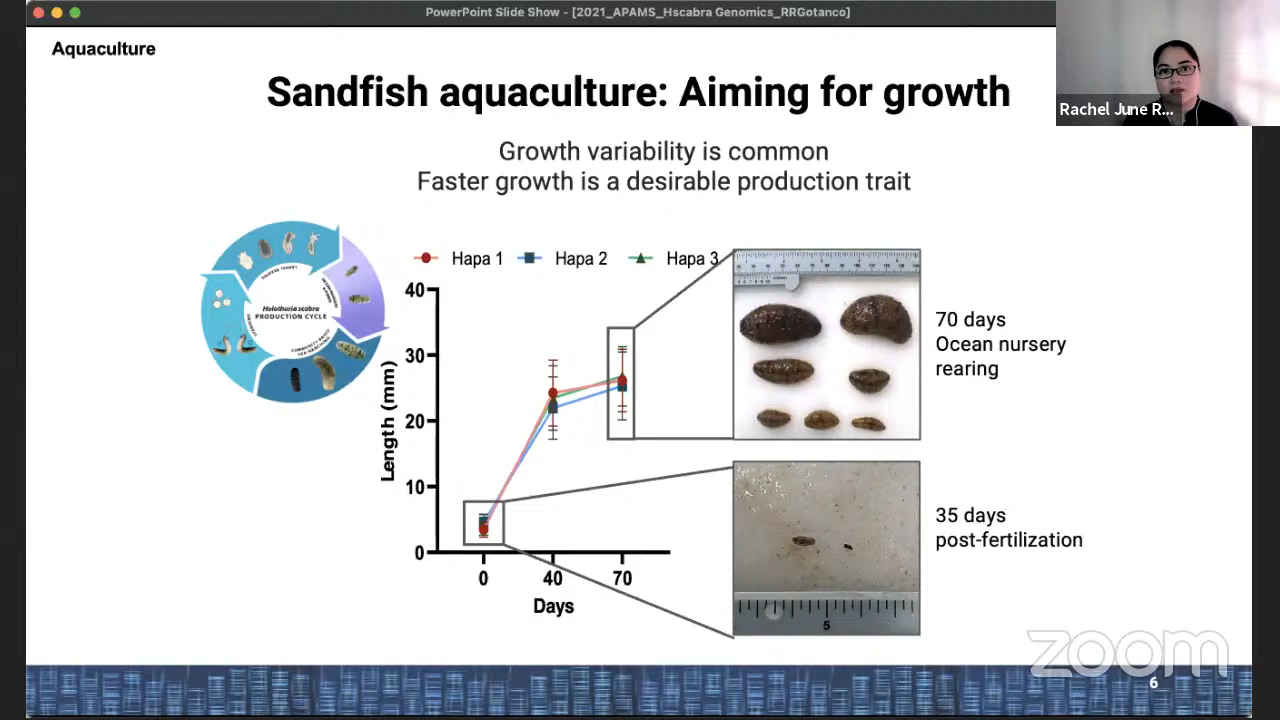 PowerPoint Slide Show - [2021_APAMS_Hscabra Genomics_RRGotanco]
Aquaculture
Sandfish aquaculture: Aiming for growth
Rachel June R...
Growth variability is common
Faster growth is a desirable production trait
Holothuria scabra
PRODUCTION CYCLE
Hapa 1
Hapa 2
Hapa 3
40
30
20
10
0
Length (mm)
0
40
70
Days
70 days
Ocean nursery
rearing
35 days
post-fertilization
5
zoom
6